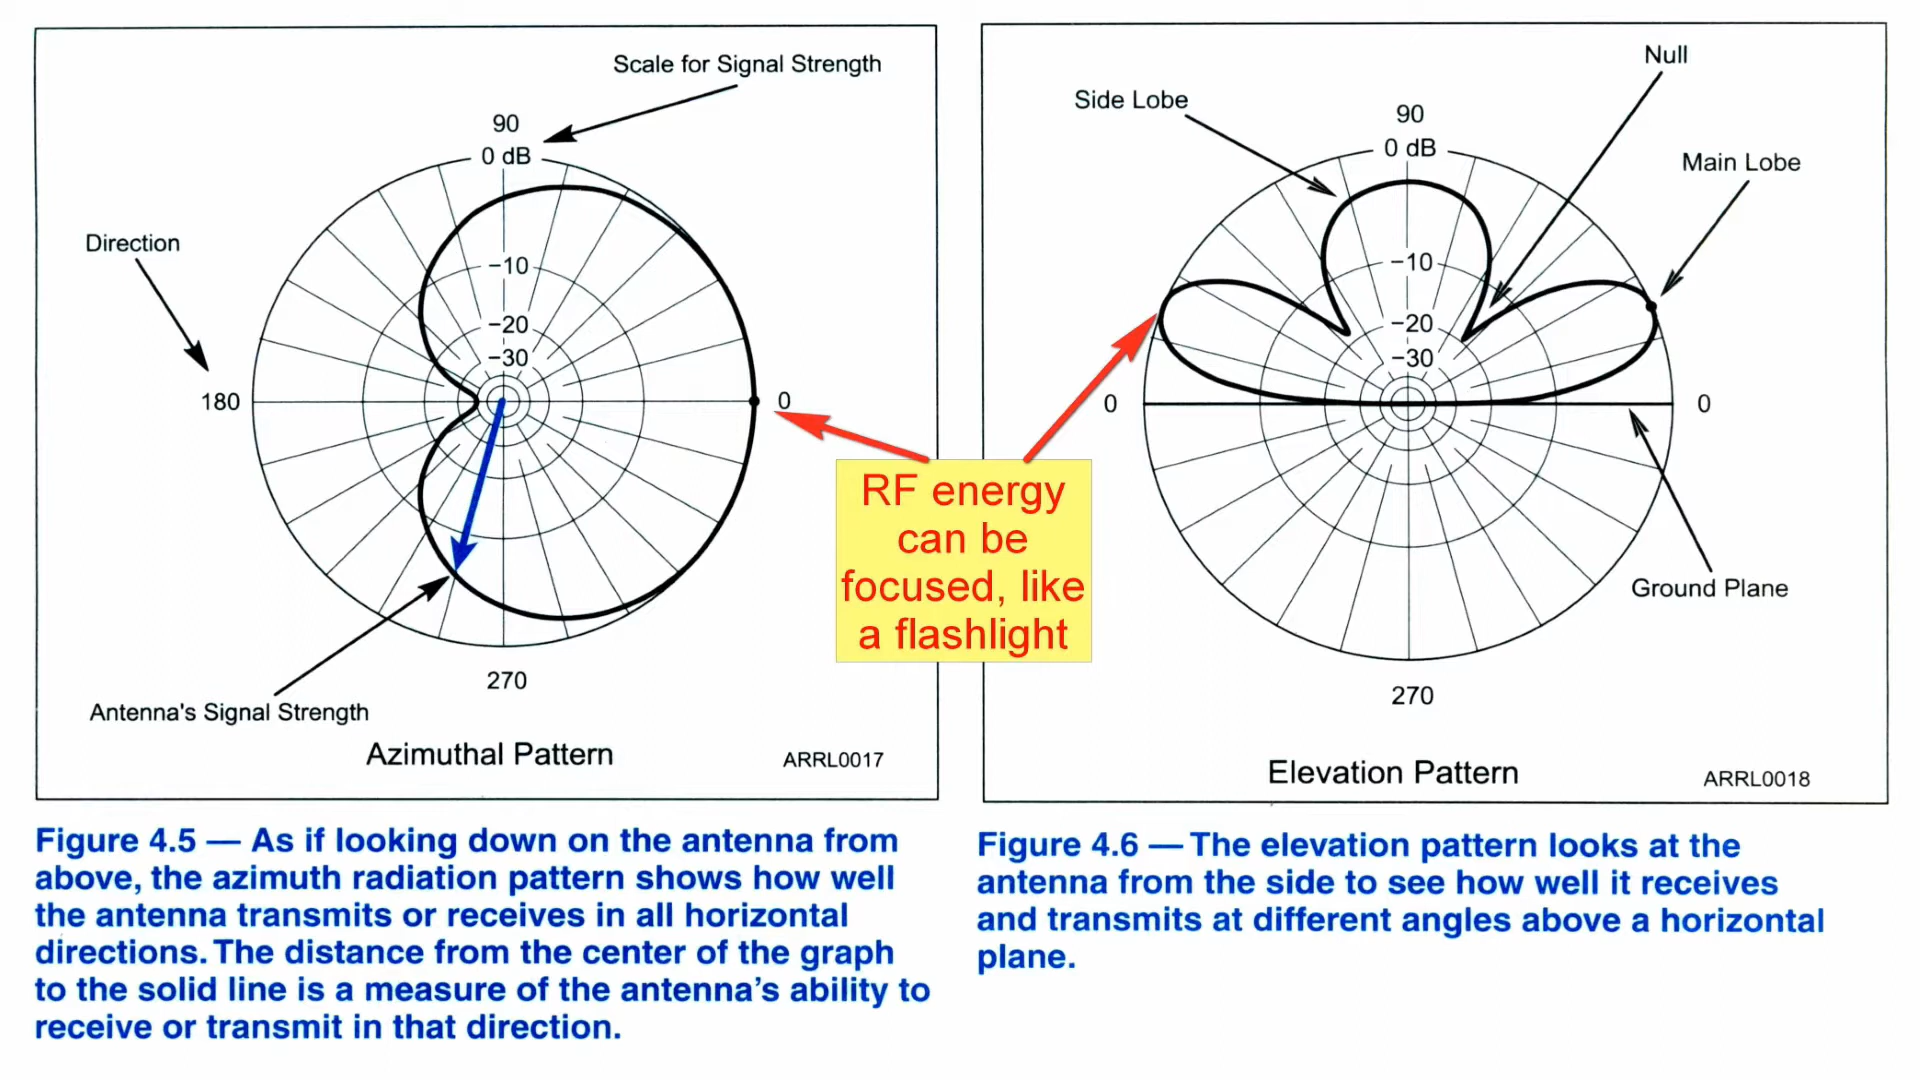 Scale for Signal Strength
90
0 dB
Direction
−10
−20
−30
180
0
270
Antenna's Signal Strength
Azimuthal Pattern
ARRL0017
RF energy
can be
focused, like
a flashlight
Null
Side Lobe
90
0 dB
Main Lobe
−10
−20
−30
0
0
Ground Plane
270
Elevation Pattern
ARRL0018
Figure 4.5 — As if looking down on the antenna from
above, the azimuth radiation pattern shows how well
the antenna transmits or receives in all horizontal
directions. The distance from the center of the graph
to the solid line is a measure of the antenna's ability to
receive or transmit in that direction.
Figure 4.6 — The elevation pattern looks at the
antenna from the side to see how well it receives
and transmits at different angles above a horizontal
plane.